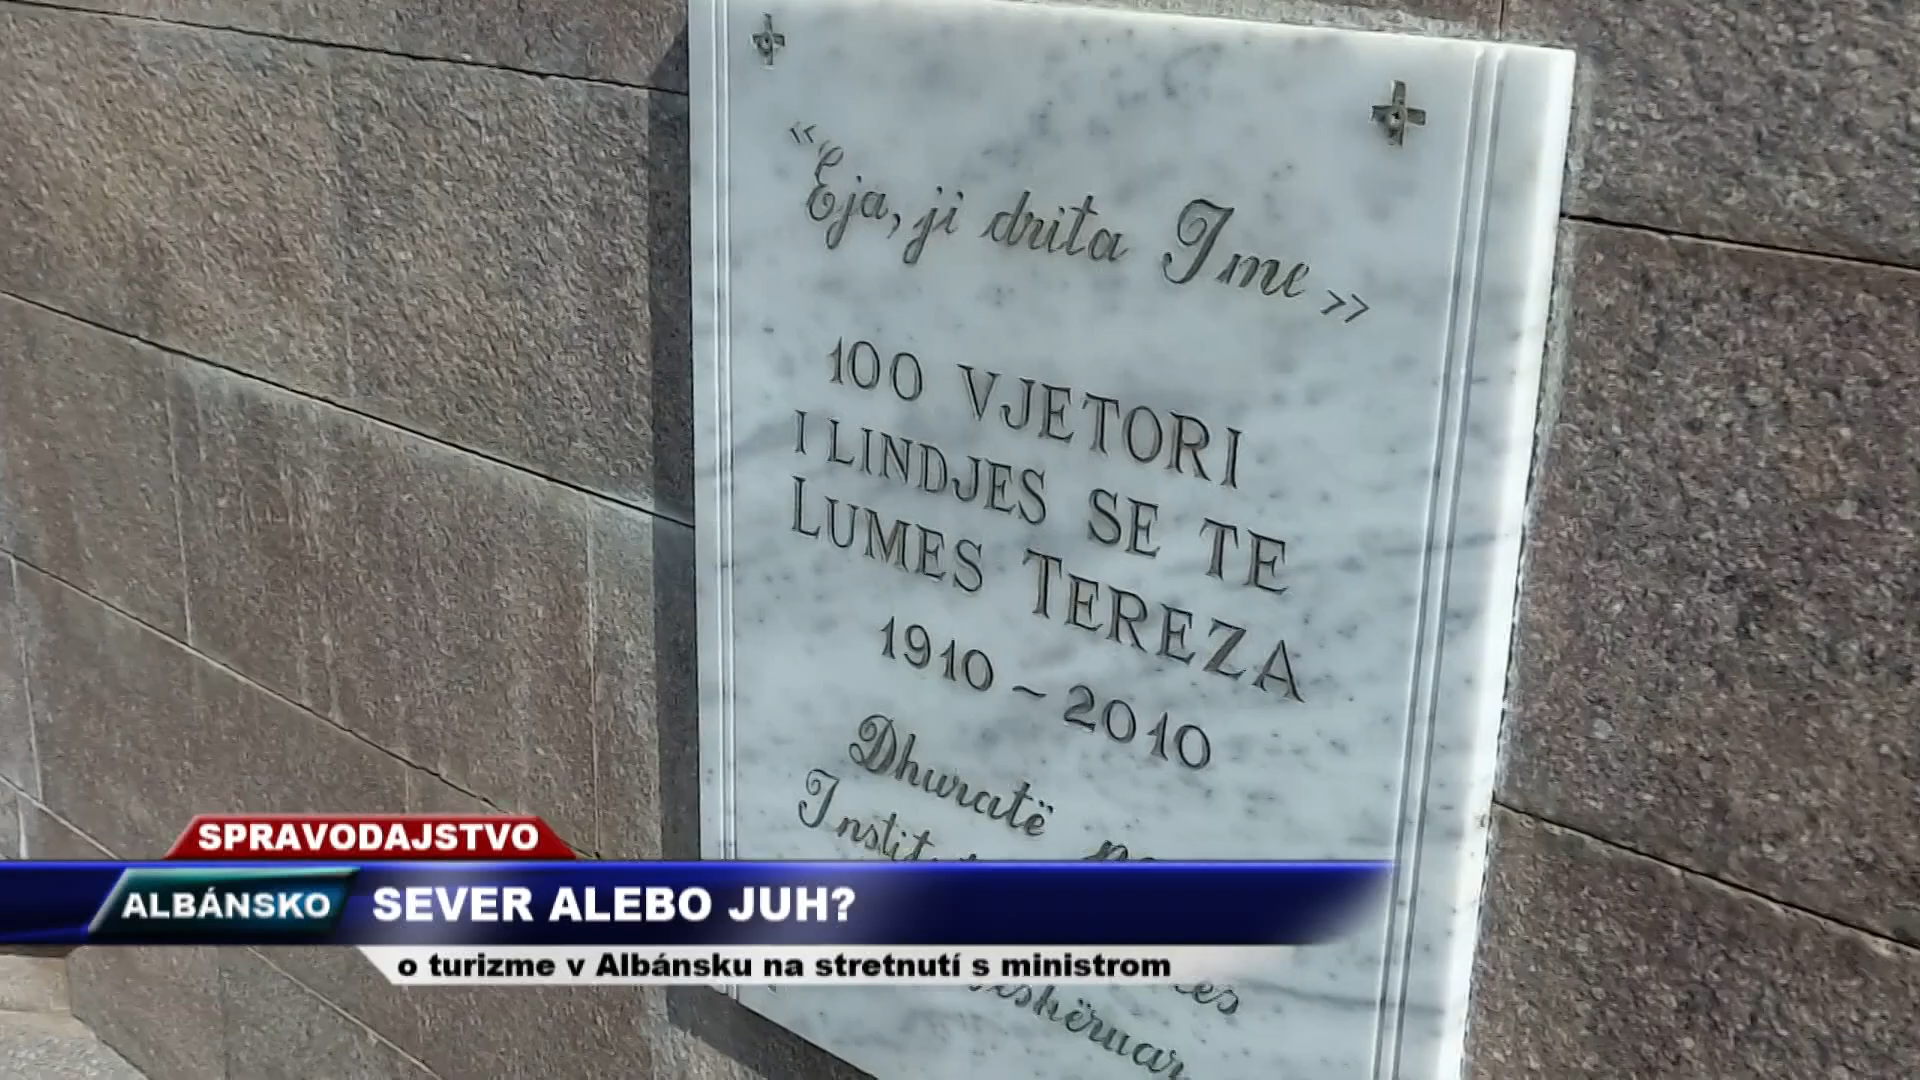 «Eja, ji drita Ime»
100 VJETORI
I LINDJES SE TE
LUMES TEREZA
1910 - 2010
Dhuratë
SPRAVODAJSTVO
ALBÁNSKO SEVER ALEBO JUH?
o turizme v Albánsku na stretnutí s ministrom